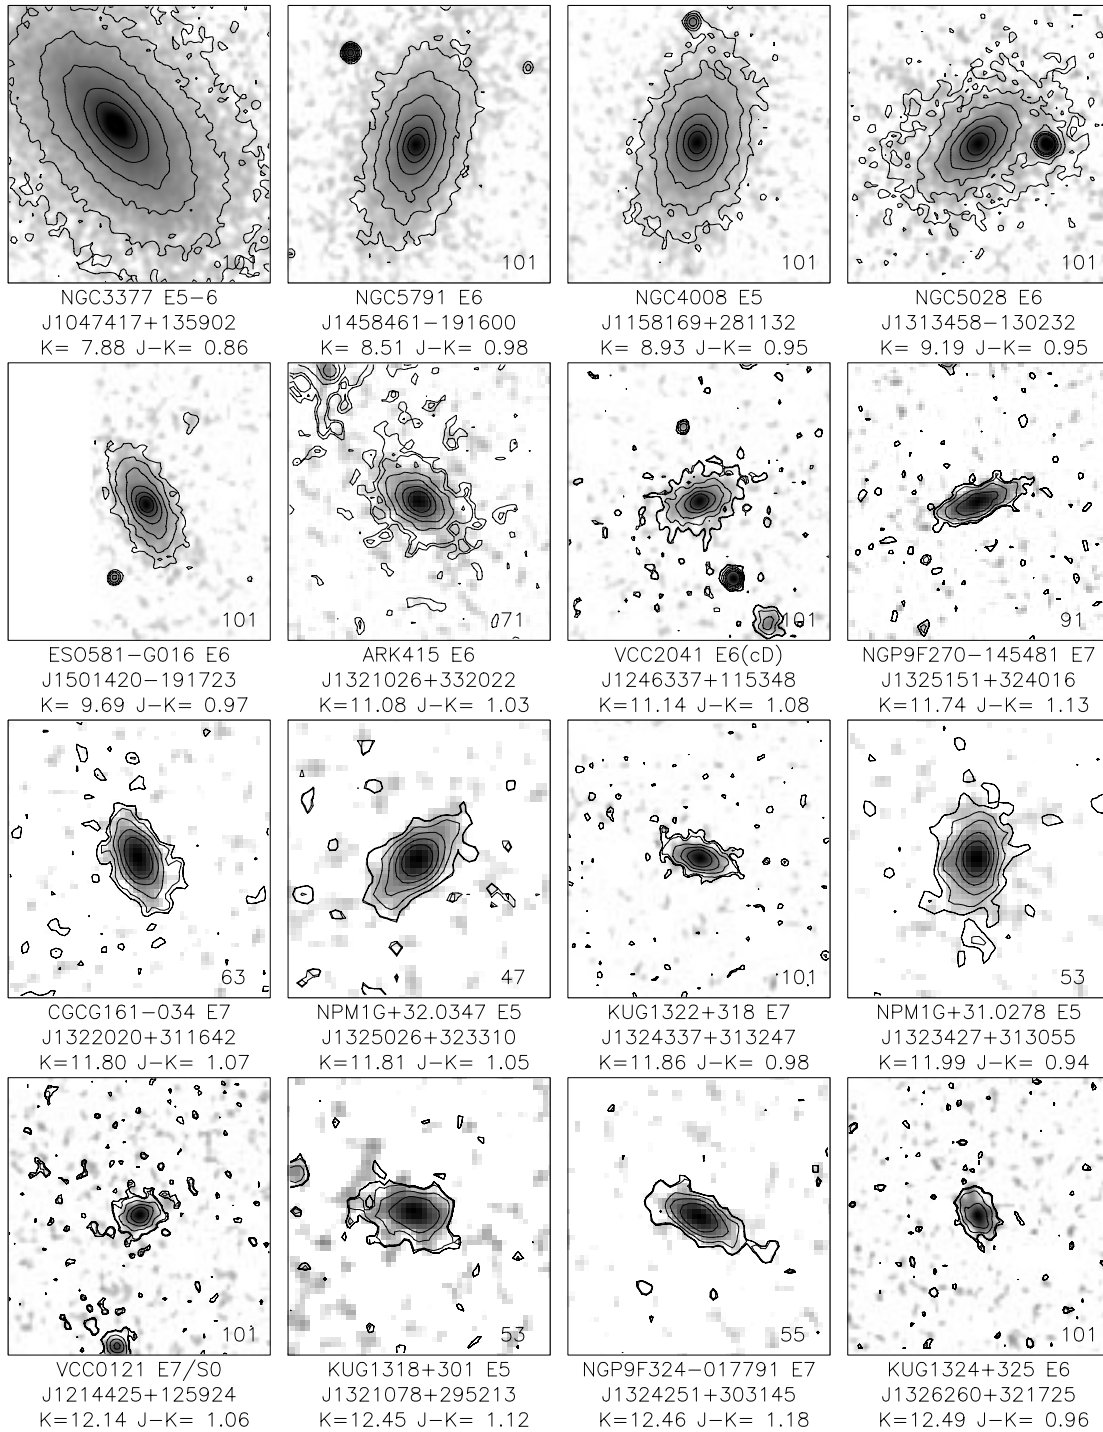 101 101 101 101
NGC3377 E5-6 NGC5791 E6 NGC4008 E5 NGC5028 E6
J1047417+135902 J1458461-191600 J1158169+281132 J1313458-130232
K= 7.88 J-K= 0.86 K= 8.51 J-K= 0.98 K= 8.93 J-K= 0.95 K= 9.19 J-K= 0.95
101 71 101 91
ESO581-G016 E6 ARK415 E6 VCC2041 E6(cD) NGP9F270-145481 E7
J1501420-191723 J1321026+332022 J1246337+115348 J1325151+324016
K= 9.69 J-K= 0.97 K=11.08 J-K= 1.03 K=11.14 J-K= 1.08 K=11.74 J-K= 1.13
63 47 101 53
CGCG161-034 E7 NPM1G+32.0347 E5 KUG1322+318 E7 NPM1G+31.0278 E5
J1322020+311642 J1325026+323310 J1324337+313247 J1323427+313055
K=11.80 J-K= 1.07 K=11.81 J-K= 1.05 K=11.86 J-K= 0.98 K=11.99 J-K= 0.94
101 53 55 101
VCC0121 E7/S0 KUG1318+301 E5 NGP9F324-017791 E7 KUG1324+325 E6
J1214425+125924 J1321078+295213 J1324251+303145 J1326260+321725
K=12.14 J-K= 1.06 K=12.45 J-K= 1.12 K=12.46 J-K= 1.18 K=12.49 J-K= 0.96